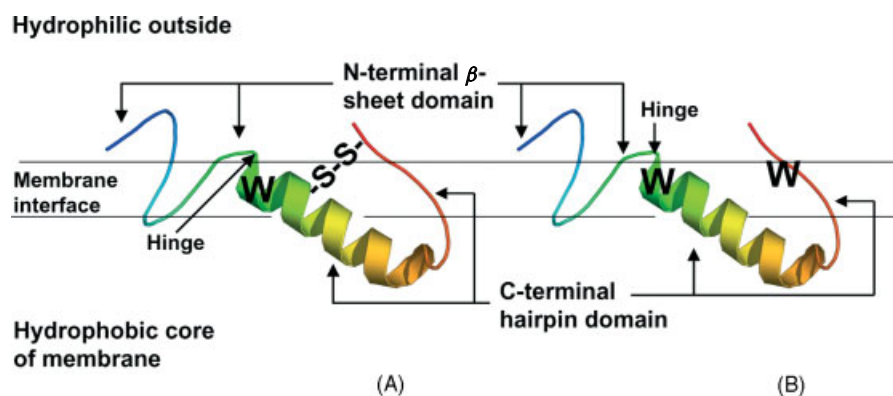 Hydrophilic outside
N-terminal β-
sheet domain
Hinge
W
-S-S-
W
W
Membrane
interface
Hinge
C-terminal
hairpin domain
Hydrophobic core
of membrane
(A)
(B)